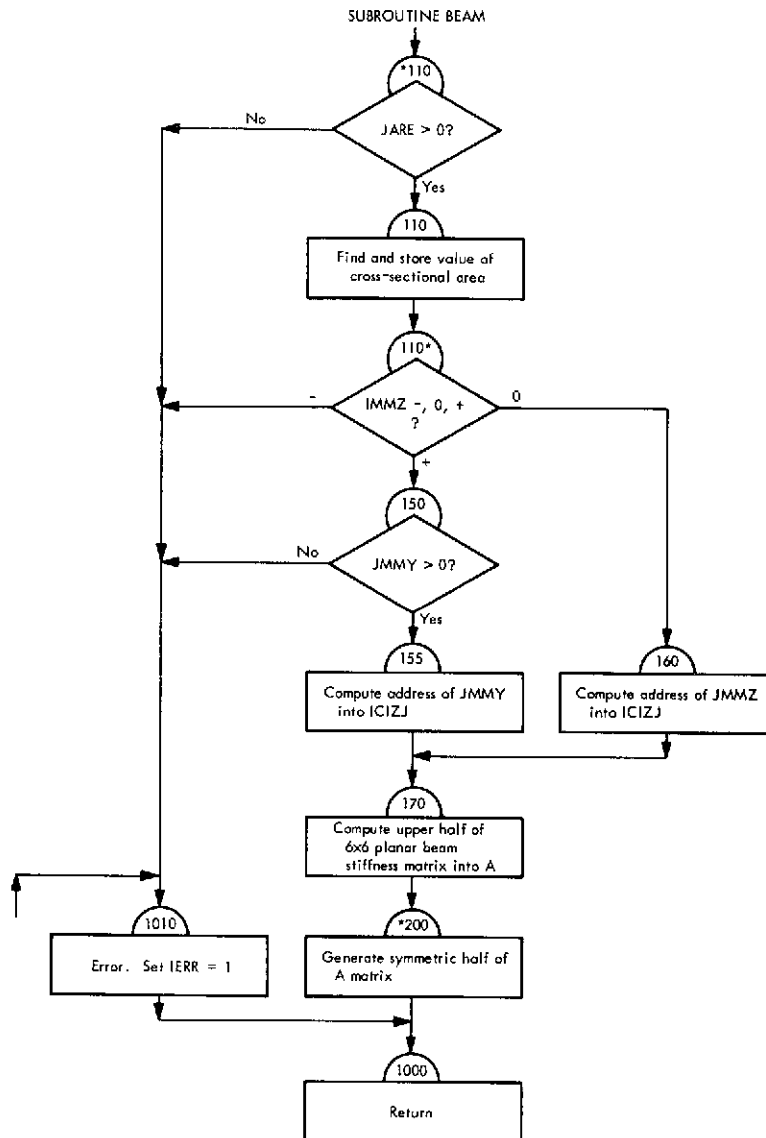 SUBROUTINE BEAM
*110
JARE > 0?
No
Yes
110
Find and store value of
cross-sectional area
110*
IMMZ -, 0, +
?
-
0
+
150
JMMY > 0?
No
Yes
155
Compute address of JMMY
into ICIZJ
160
Compute address of JMMZ
into ICIZJ
170
Compute upper half of
6x6 planar beam
stiffness matrix into A
1010
Error. Set IERR = 1
*200
Generate symmetric half of
A matrix
1000
Return